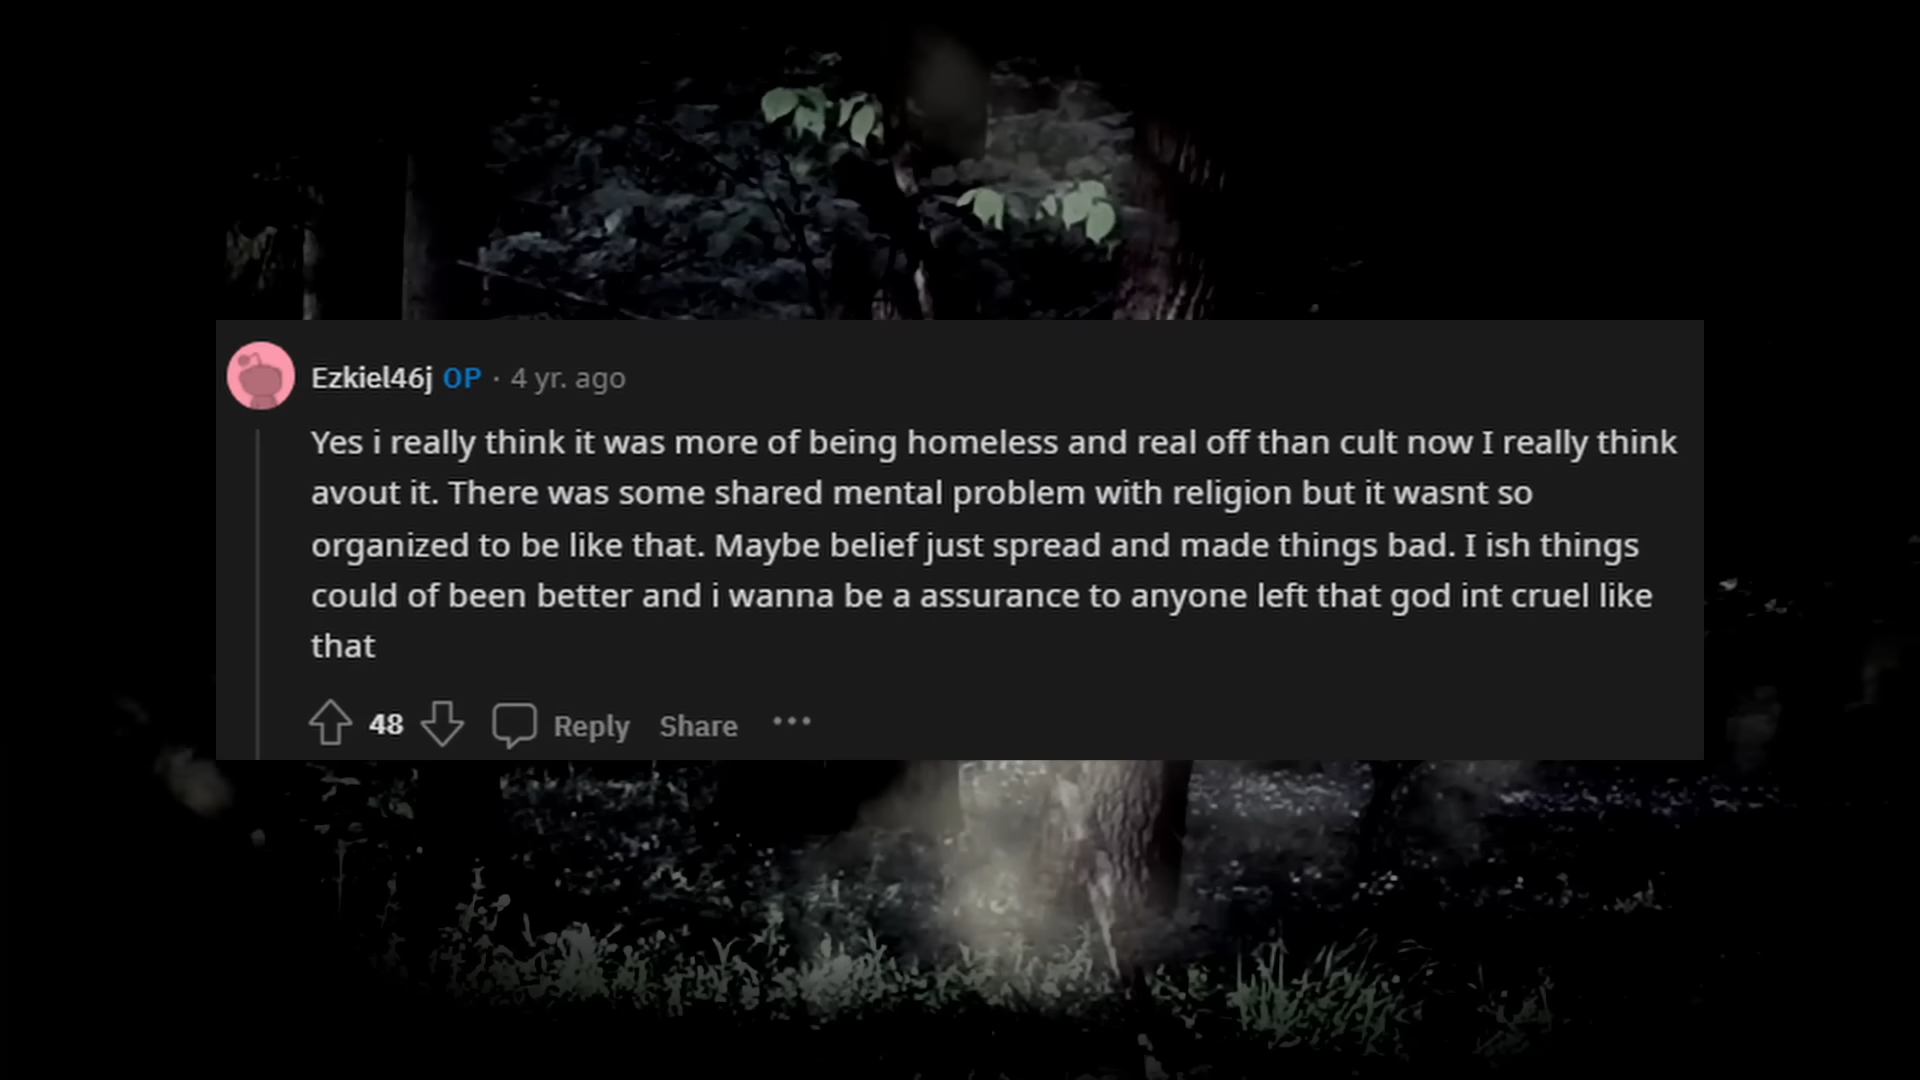 Ezkiel46j OP · 4 yr. ago
Yes i really think it was more of being homeless and real off than cult now I really think
avout it. There was some shared mental problem with religion but it wasnt so
organized to be like that. Maybe belief just spread and made things bad. I ish things
could of been better and i wanna be a assurance to anyone left that god int cruel like
that
48 Reply Share ···